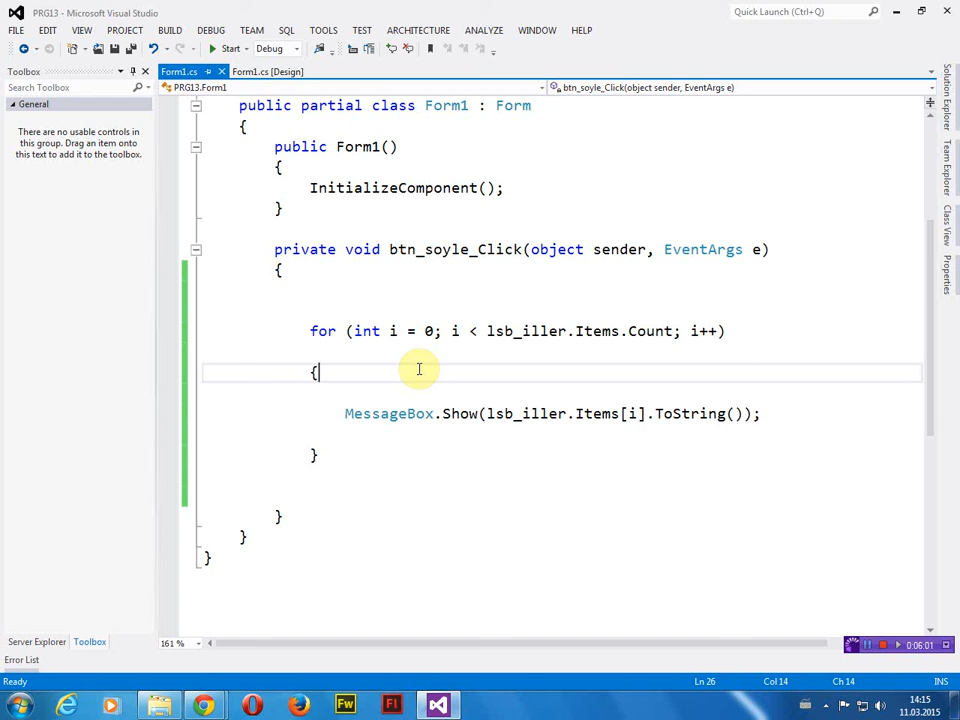 PRG13 - Microsoft Visual Studio
Quick Launch (Ctrl+Q)
FILE EDIT VIEW PROJECT BUILD DEBUG TEAM SQL TOOLS TEST ARCHITECTURE ANALYZE WINDOW HELP
Start Debug
Toolbox
Form1.cs
Form1.cs [Design]
Search Toolbox
PRG13.Form1
btn_soyle_Click(object sender, EventArgs e)
General
There are no usable controls in
this group. Drag an item onto
this text to add it to the toolbox.
public partial class Form1 : Form
{
public Form1()
{
InitializeComponent();
}
private void btn_soyle_Click(object sender, EventArgs e)
{
for (int i = 0; i < lsb_iller.Items.Count; i++)
{
MessageBox.Show(lsb_iller.Items[i].ToString());
}
}
}
}
Solution Explorer
Team Explorer
Class View
Properties
161 %
0:06:01
Server Explorer
Toolbox
Error List
Ready
Ln 26
Col 14
Ch 14
INS
Fw
Fl
14:15
11.03.2015